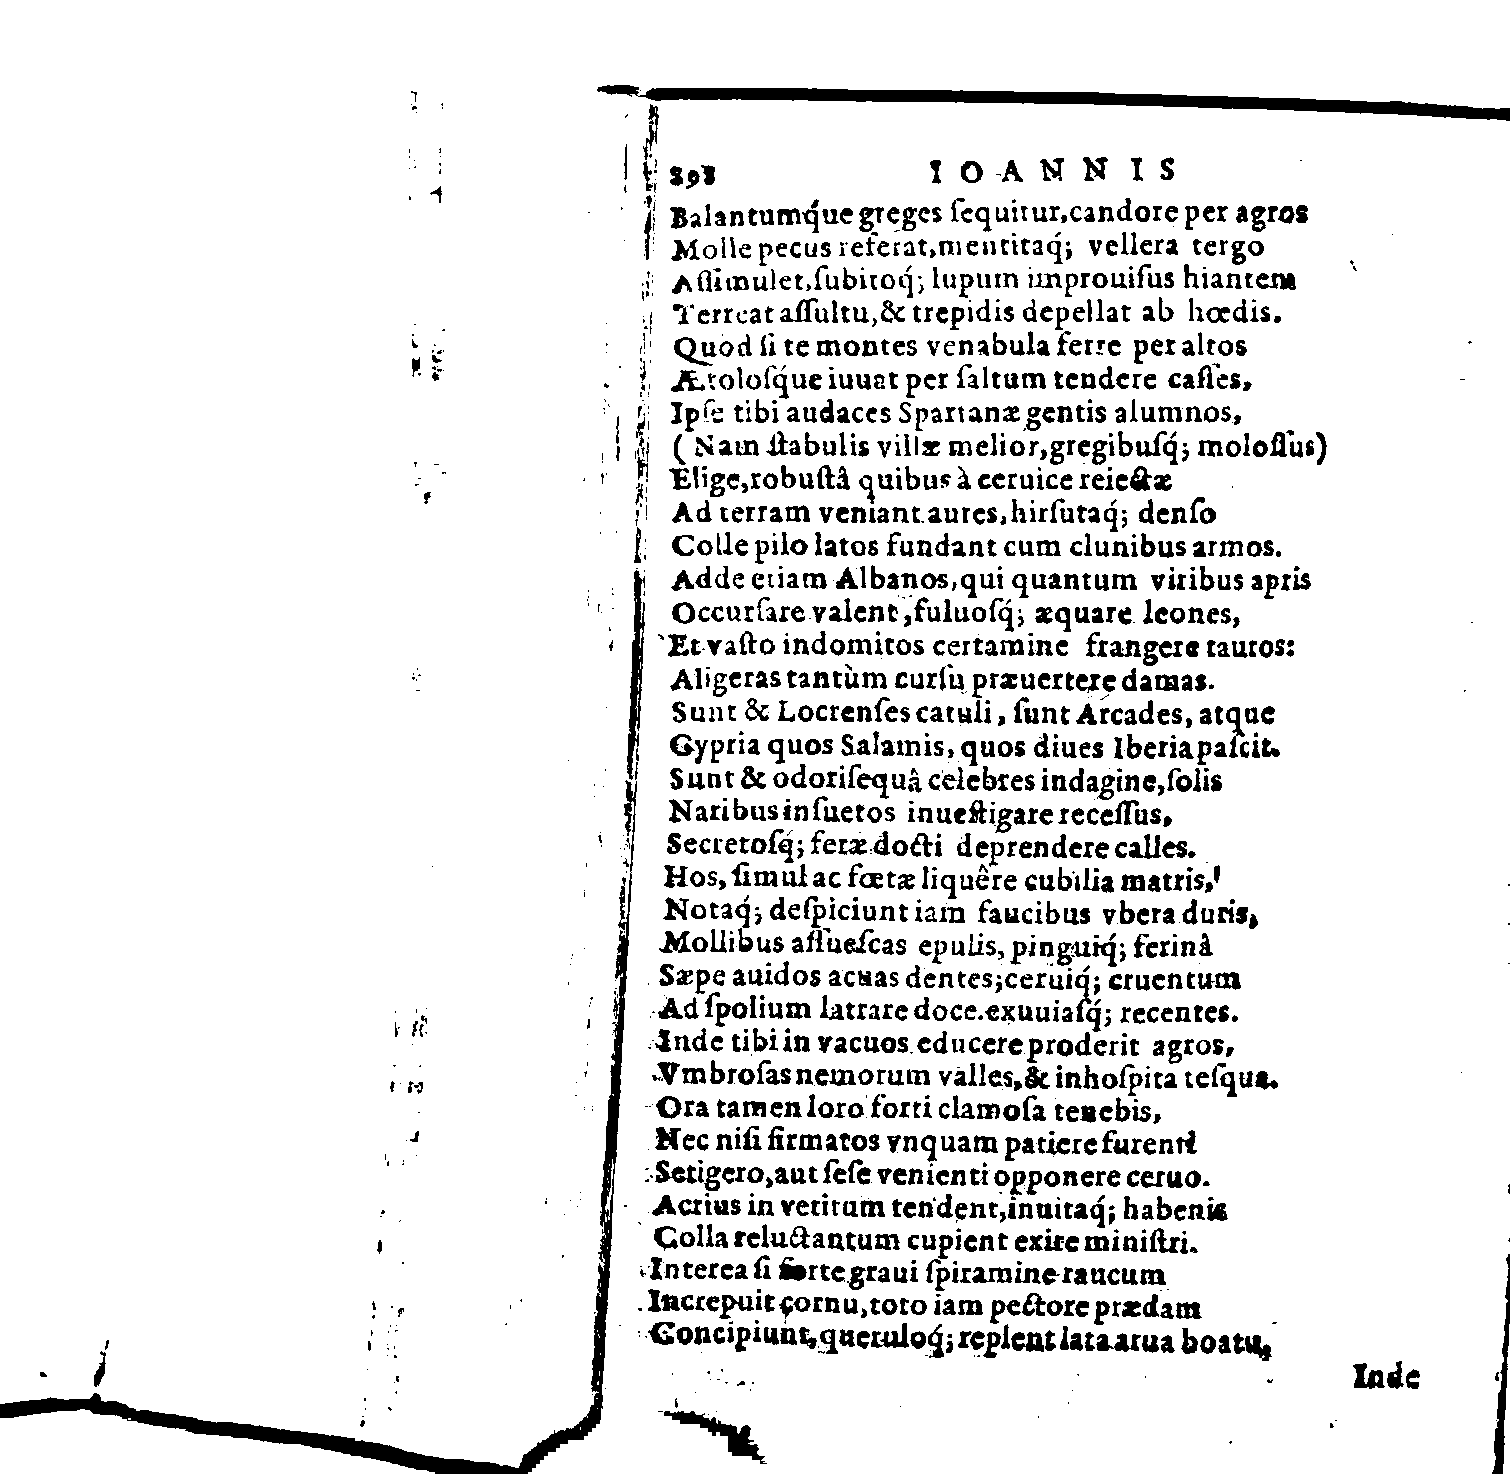 298 IOANNIS
Balantumq́ue greges ſequitur, candore per agros
Molle pecus referat, mentitaq́; vellera tergo
Aſſimulet, ſubitoq́; lupum improuiſus hiantem
Terreat aſſultu, & trepidis depellat ab hœdis.
Quod ſi te montes venabula ferre per altos
Ætoloſq́ue iuuat per ſaltum tendere caſſes,
Ipſe tibi audaces Spartanæ gentis alumnos,
( Nam ſtabulis villæ melior, gregibuſq́; moloſſus)
Elige, robuſtâ quibus à ceruice reiectæ
Ad terram veniant aures, hirſutaq́; denſo
Colle pilo latos fundant cum clunibus armos.
Adde etiam Albanos, qui quantum viribus apris
Occurſare valent, fuluoſq́; æquare leones,
Et vaſto indomitos certamine frangere tauros:
Aligeras tantùm curſu præuertere damas.
Sunt & Locrenſes catuli, ſunt Arcades, atque
Gypria quos Salamis, quos diues Iberia paſcit.
Sunt & odoriſequâ celebres indagine, ſolis
Naribus inſuetos inueſtigare receſſus,
Secretoſq́; feræ docti deprendere calles.
Hos, ſimul ac fœtæ liquêre cubilia matris,
Notaq́; deſpiciunt iam faucibus vbera duris,
Mollibus aſſueſcas epulis, pinguiq́; ferinâ
Sæpe auidos acuas dentes; ceruiq́; cruentum
Ad ſpolium latrare doce. exuuiaſq́; recentes.
Inde tibi in vacuos educere proderit agros,
Vmbroſas nemorum valles, & inhoſpita teſqua.
Ora tamen loro forti clamoſa tenebis,
Nec niſi firmatos vnquam patiere furenti
Setigero, aut ſeſe venienti opponere ceruo.
Acrius in vetitum tendent, inuitaq́; habenis
Colla reluctantum cupient exire miniſtri.
Interea ſi forte graui ſpiramine raucum
Increpuit cornu, toto iam pectore prædam
Concipiunt, queruloq́; replent lata arua boatu,
Inde